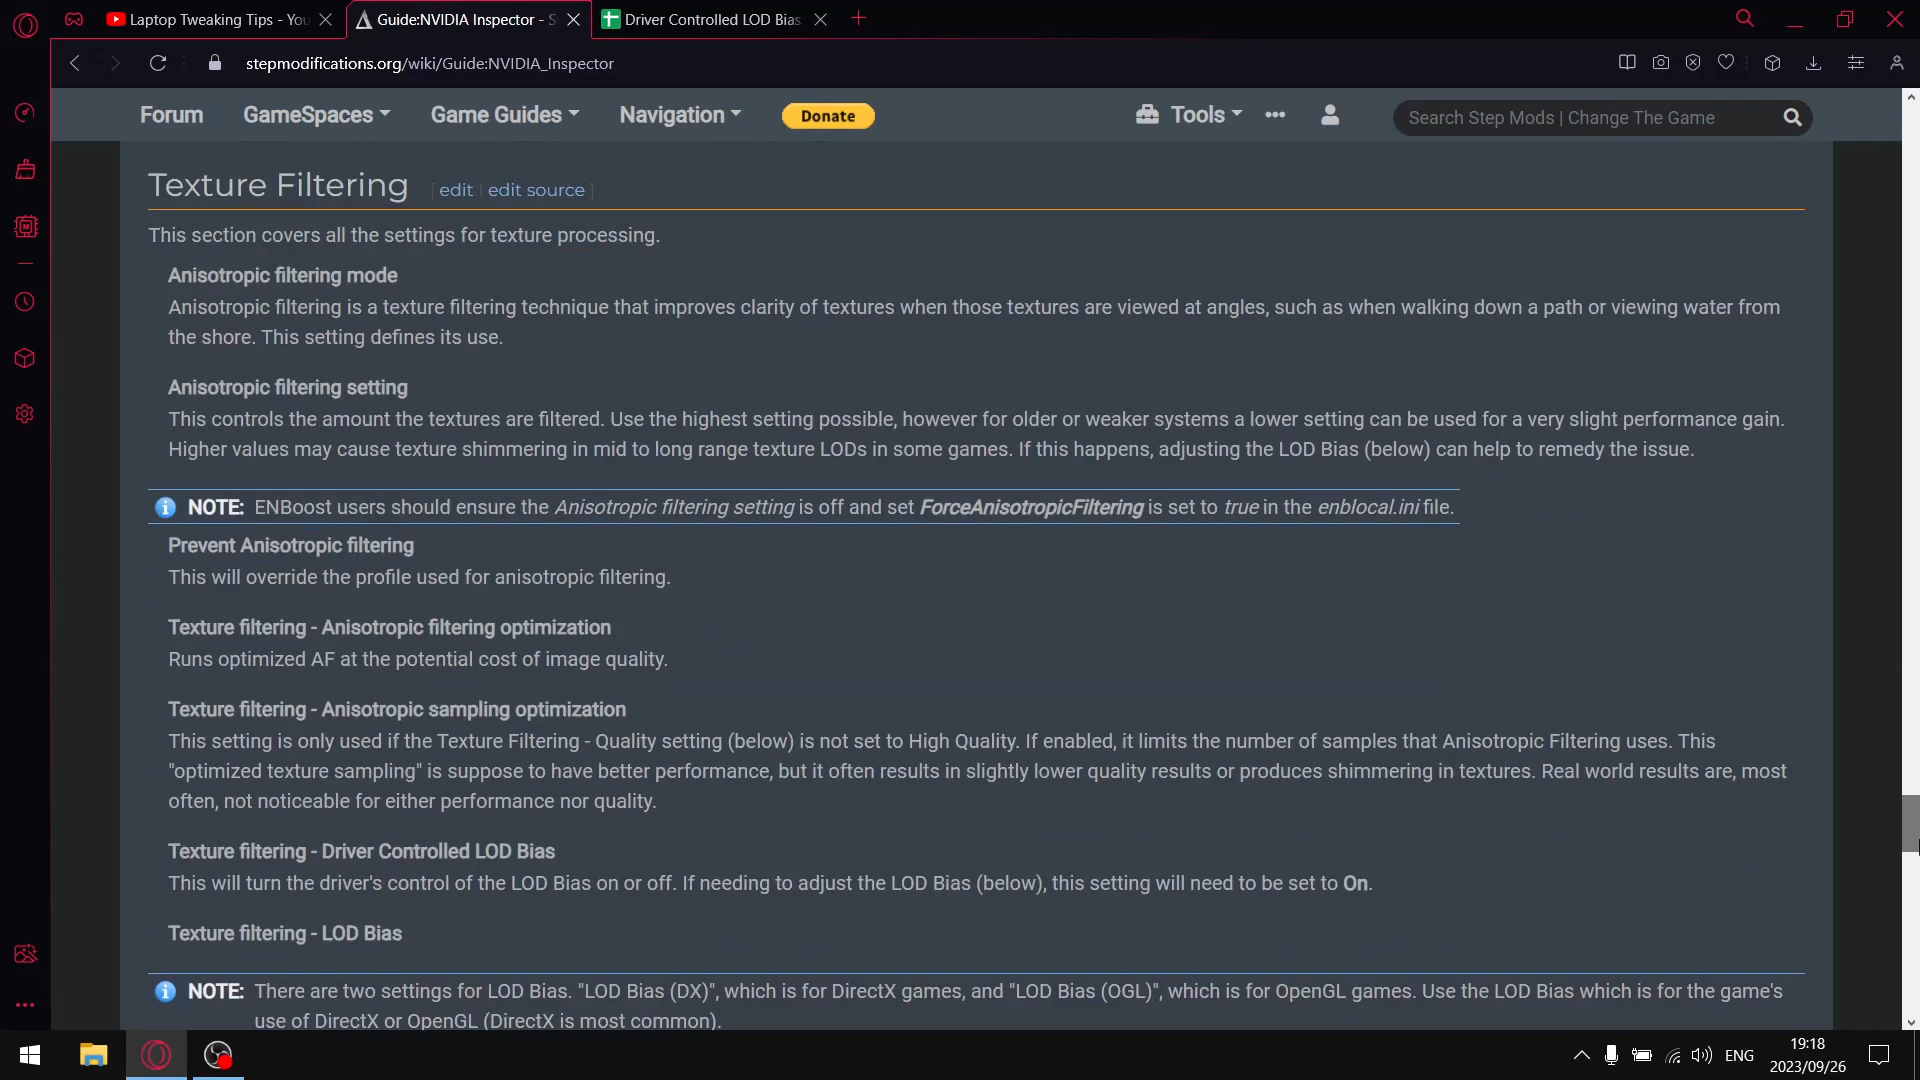 Laptop Tweaking Tips - You
Guide:NVIDIA Inspector - S
Driver Controlled LOD Bias
stepmodifications.org/wiki/Guide:NVIDIA_Inspector
Forum GameSpaces Game Guides Navigation Donate Tools Search Step Mods | Change The Game
Texture Filtering [ edit | edit source ]
This section covers all the settings for texture processing.
Anisotropic filtering mode
Anisotropic filtering is a texture filtering technique that improves clarity of textures when those textures are viewed at angles, such as when walking down a path or viewing water from
the shore. This setting defines its use.
Anisotropic filtering setting
This controls the amount the textures are filtered. Use the highest setting possible, however for older or weaker systems a lower setting can be used for a very slight performance gain.
Higher values may cause texture shimmering in mid to long range texture LODs in some games. If this happens, adjusting the LOD Bias (below) can help to remedy the issue.
NOTE: ENBoost users should ensure the Anisotropic filtering setting is off and set ForceAnisotropicFiltering is set to true in the enblocal.ini file.
Prevent Anisotropic filtering
This will override the profile used for anisotropic filtering.
Texture filtering - Anisotropic filtering optimization
Runs optimized AF at the potential cost of image quality.
Texture filtering - Anisotropic sampling optimization
This setting is only used if the Texture Filtering - Quality setting (below) is not set to High Quality. If enabled, it limits the number of samples that Anisotropic Filtering uses. This
"optimized texture sampling" is suppose to have better performance, but it often results in slightly lower quality results or produces shimmering in textures. Real world results are, most
often, not noticeable for either performance nor quality.
Texture filtering - Driver Controlled LOD Bias
This will turn the driver's control of the LOD Bias on or off. If needing to adjust the LOD Bias (below), this setting will need to be set to On.
Texture filtering - LOD Bias
NOTE: There are two settings for LOD Bias. "LOD Bias (DX)", which is for DirectX games, and "LOD Bias (OGL)", which is for OpenGL games. Use the LOD Bias which is for the game's
use of DirectX or OpenGL (DirectX is most common).
ENG
19:18
2023/09/26